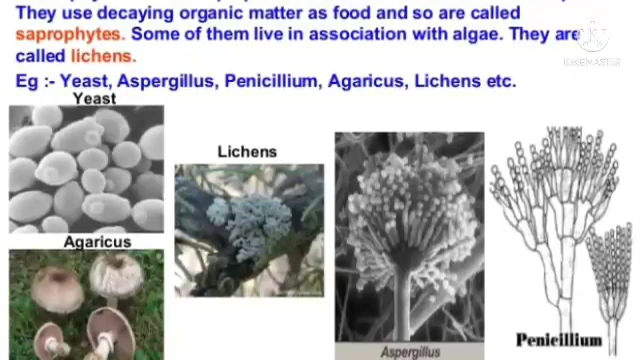 They use decaying organic matter as food and so are called
saprophytes. Some of them live in association with algae. They are
called lichens.
KINEMASTER
Eg :- Yeast, Aspergillus, Penicillium, Agaricus, Lichens etc.
Yeast
Lichens
Agaricus
Aspergillus
Penicillium